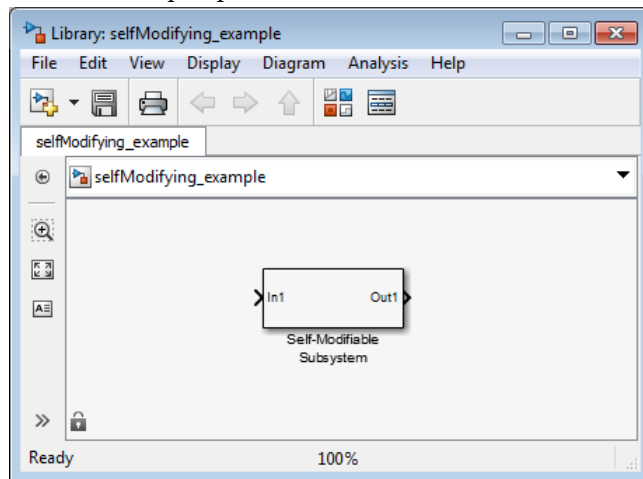 Library: selfModifying_example
File Edit View Display Diagram Analysis Help
selfModifying_example
selfModifying_example
In1 Out1
Self-Modifiable
Subsystem
Ready 100%